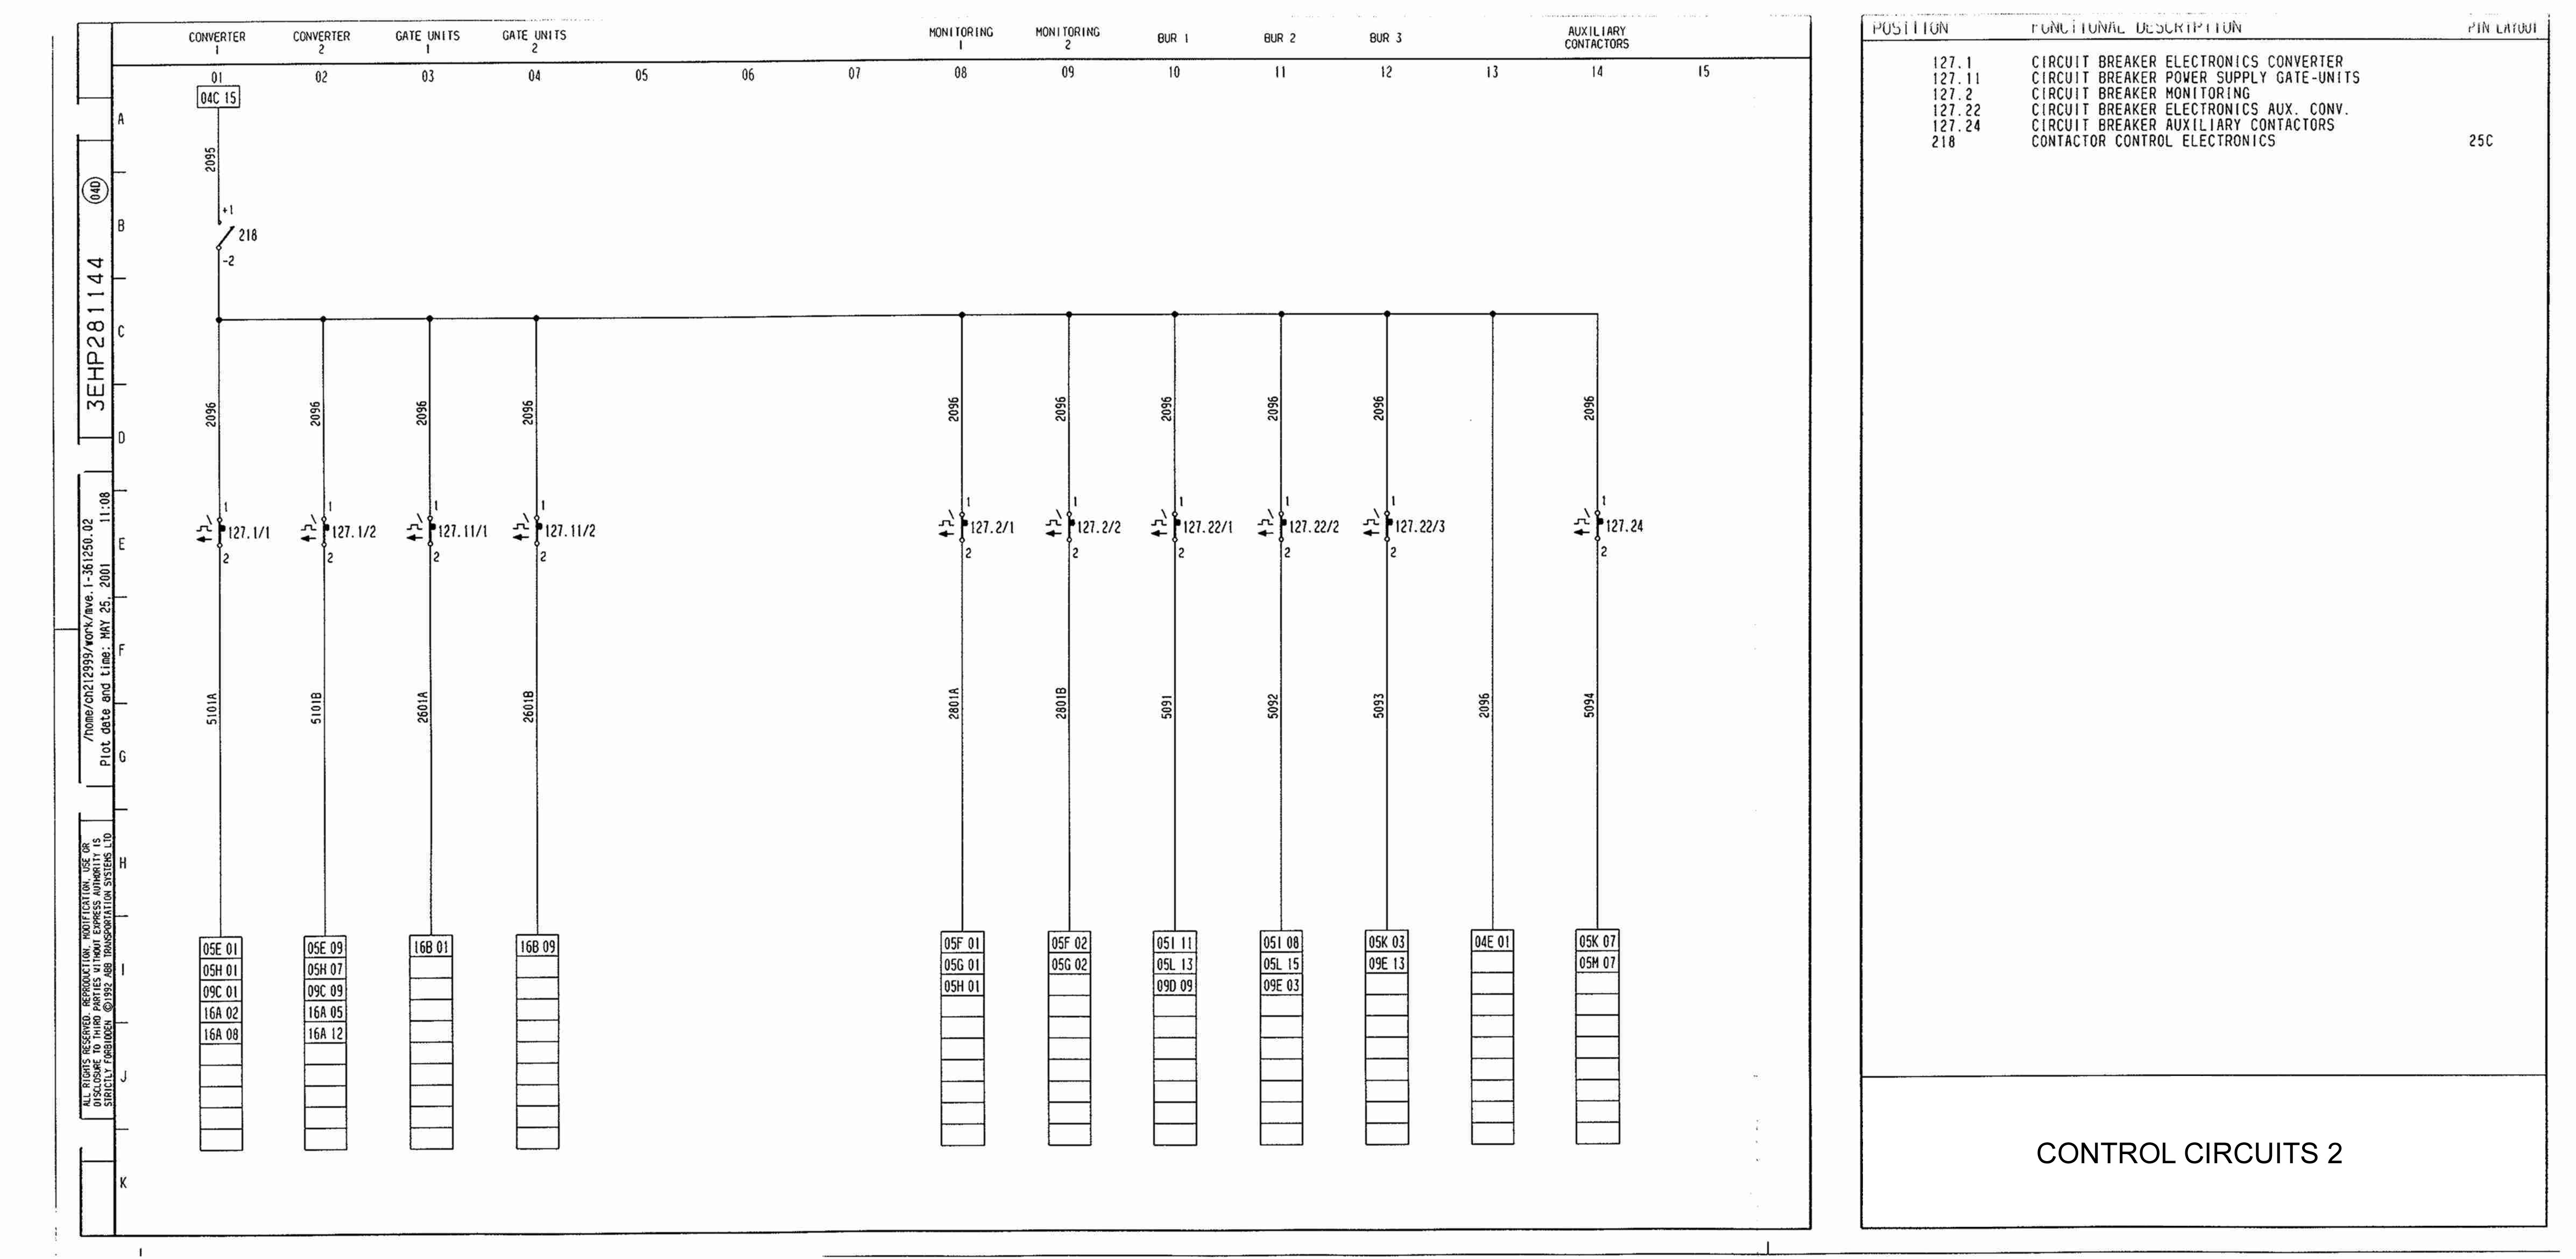 CONVERTER 1
CONVERTER 2
GATE UNITS 1
GATE UNITS 2
MONITORING 1
MONITORING 2
BUR 1
BUR 2
BUR 3
AUXILIARY CONTACTORS
01 02 03 04 05 06 07 08 09 10 11 12 13 14 15
04C 15
A
2095
+1
B
218
-2
C
2096 2096 2096 2096 2096 2096 2096 2096 2096 2096
D
1 1 1 1 1 1 1 1 1 1
127.1/1 127.1/2 127.11/1 127.11/2 127.2/1 127.2/2 127.22/1 127.22/2 127.22/3 127.24
E
2 2 2 2 2 2 2 2 2 2
F
5101A 5101B 2601A 2601B 2801A 2801B 5091 5092 5093 2096 5094
G
H
05E 01 05E 09 16B 01 16B 09 05F 01 05F 02 05I 11 05I 08 05K 03 04E 01 05K 07
I
05H 01 05H 07 05G 01 05G 02 05L 13 05L 15 09E 13 05M 07
09C 01 09C 09 05H 01 09D 09 09E 03
16A 02 16A 05
16A 08 16A 12
J
K
04D
3EHP281144
/home/ch212999/work/mve.1-361250.02
Plot date and time: MAY 25, 2001 11:08
ALL RIGHTS RESERVED. REPRODUCTION, MODIFICATION, USE OR
DISCLOSURE TO THIRD PARTIES WITHOUT EXPRESS AUTHORITY IS
STRICTLY FORBIDDEN ©1992 ABB TRANSPORTATION SYSTEMS LTD
POSITION FUNCTIONAL DESCRIPTION PIN LAYOUT
127.1 CIRCUIT BREAKER ELECTRONICS CONVERTER
127.11 CIRCUIT BREAKER POWER SUPPLY GATE-UNITS
127.2 CIRCUIT BREAKER MONITORING
127.22 CIRCUIT BREAKER ELECTRONICS AUX. CONV.
127.24 CIRCUIT BREAKER AUXILIARY CONTACTORS
218 CONTACTOR CONTROL ELECTRONICS 25C
CONTROL CIRCUITS 2